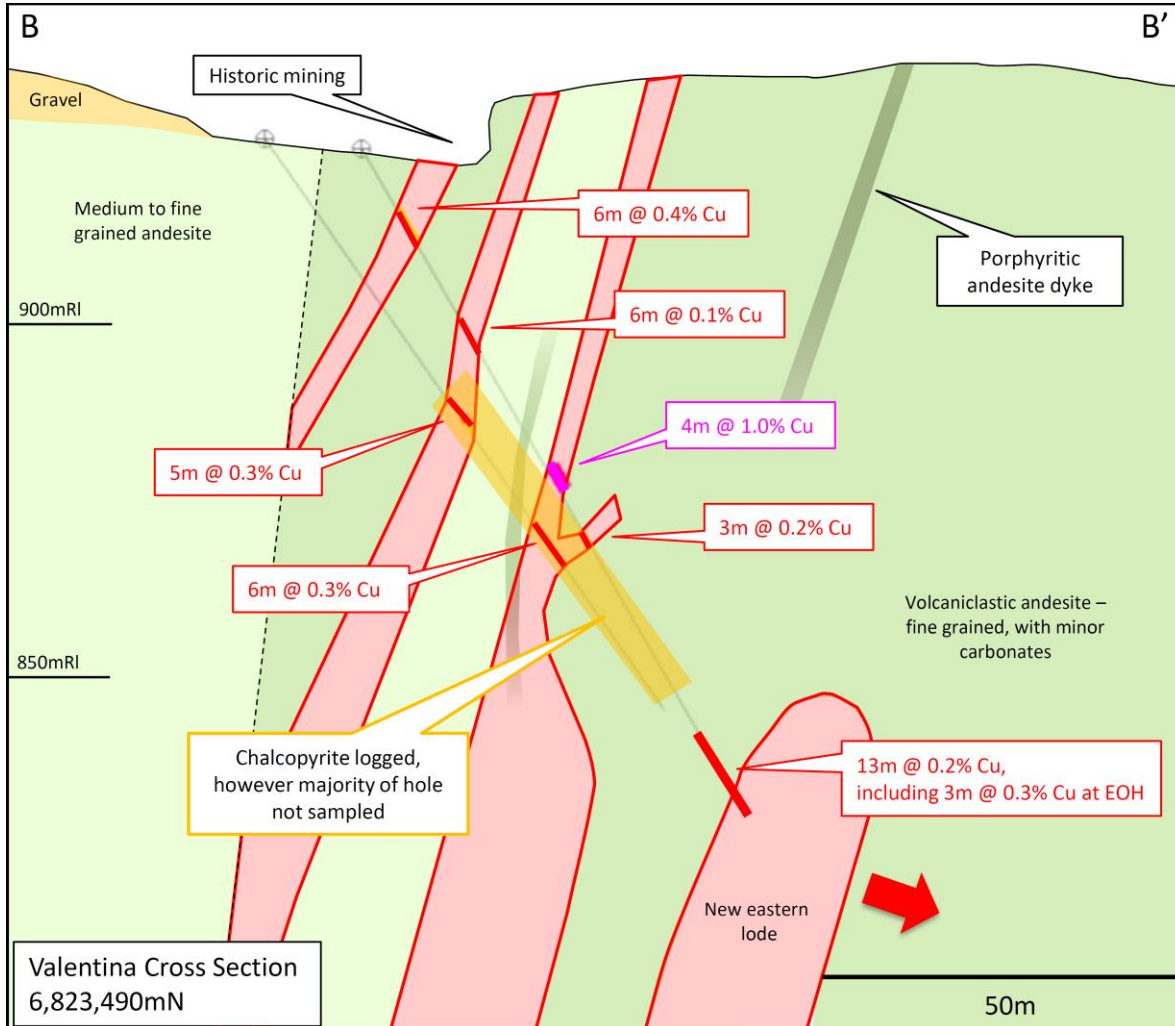 B
B’
Historic mining
Gravel
6m @ 0.4% Cu
Medium to fine
grained andesite
Porphyritic
andesite dyke
900mRl
6m @ 0.1% Cu
4m @ 1.0% Cu
5m @ 0.3% Cu
3m @ 0.2% Cu
6m @ 0.3% Cu
Volcaniclastic andesite –
fine grained, with minor
carbonates
850mRl
Chalcopyrite logged,
however majority of hole
not sampled
13m @ 0.2% Cu,
including 3m @ 0.3% Cu at EOH
New eastern
lode
Valentina Cross Section
6,823,490mN
50m